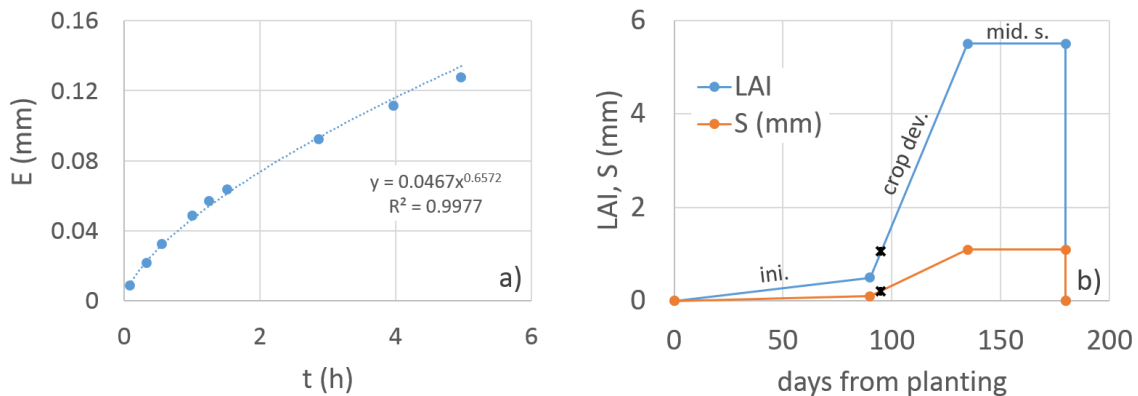 0.16
0.12
0.08
0.04
0
E (mm)
y = 0.0467x^0.6572
R² = 0.9977
a)
0
2
4
6
t (h)
6
4
2
0
LAI, S (mm)
LAI
S (mm)
ini.
crop dev.
mid. s.
b)
0
50
100
150
200
days from planting